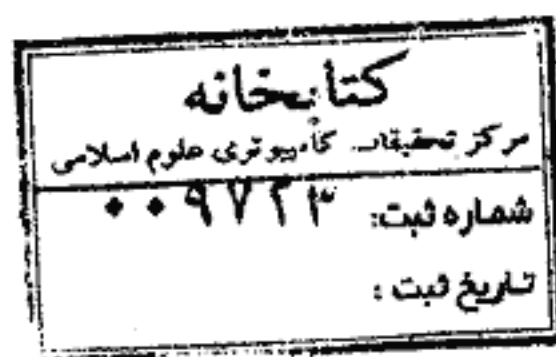 کتابخانه
مرکز تحقیقات کامپیوتری علوم اسلامی
شماره ثبت: ۰۰۹۷۲۳
تاریخ ثبت :